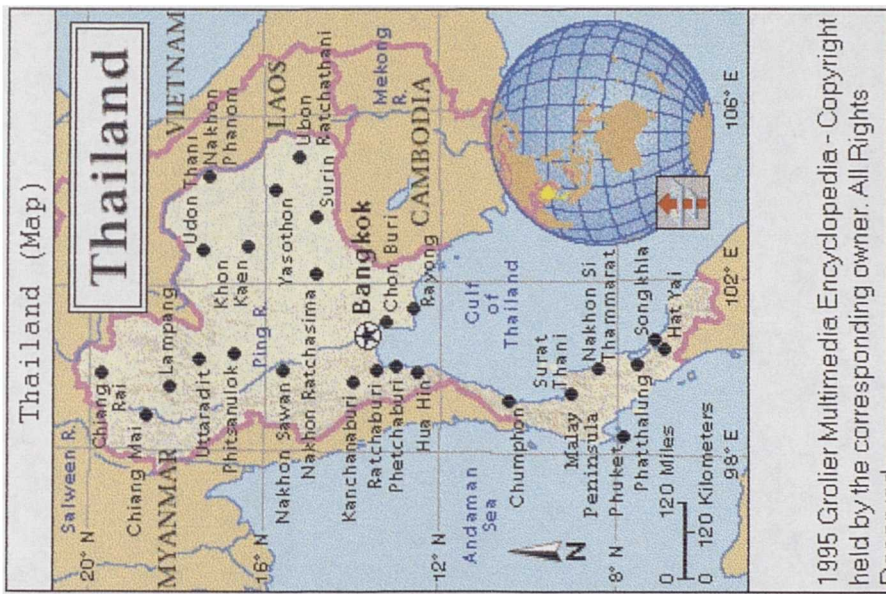 Thailand (Map)
Thailand
Salween R.
20° N
Chiang
Rai
Chiang Mai
Lampang
MYANMAR
Uttaradit
Phitsanulok
Udon Thani
Nakhon
Phanom
VIETNAM
LAOS
Khon
Kaen
Ping R.
16° N
Nakhon Sawan
Nakhon Ratchasima
Yasothon
Ubon
Ratchathani
Surin
Kanchanaburi
Ratchaburi
Phetchaburi
Hua Hin
Bangkok
Chon Buri
Rayong
CAMBODIA
Mekong
R.
12° N
Andaman
Sea
Gulf
of
Thailand
Chumphon
Surat
Thani
Malay
Peninsula
Nakhon Si
Thammarat
Phuket
Phatthalung
Songkhla
Hat Yai
N
8° N
0 120 Miles
0 120 Kilometers
98° E
102° E
106° E
1995 Grolier Multimedia Encyclopedia - Copyright
held by the corresponding owner. All Rights